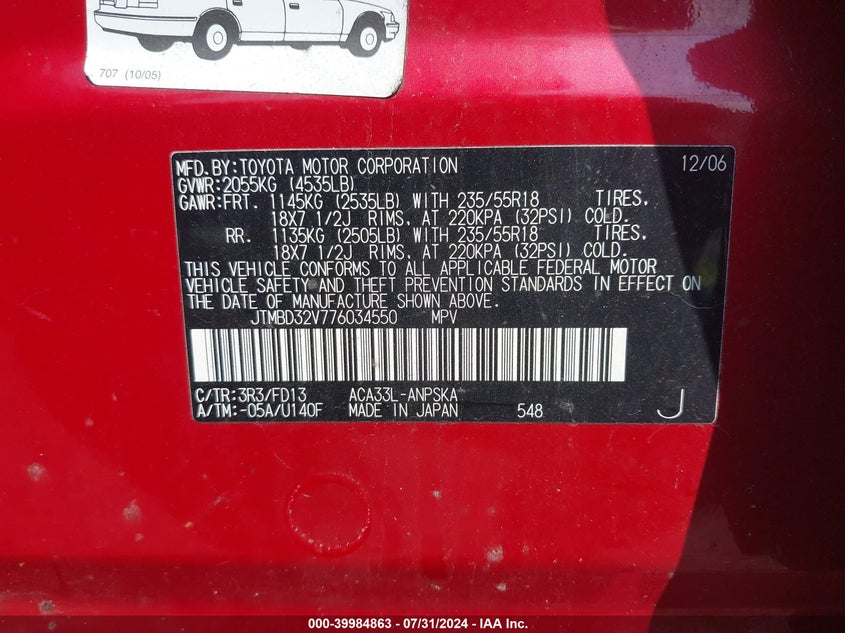 707 (10/05)
MFD.BY:TOYOTA MOTOR CORPORATION 12/06
GVWR:2055KG (4535LB)
GAWR:FRT. 1145KG (2535LB) WITH 235/55R18 TIRES,
18X7 1/2J RIMS, AT 220KPA (32PSI) COLD.
RR. 1135KG (2505LB) WITH 235/55R18 TIRES,
18X7 1/2J RIMS, AT 220KPA (32PSI) COLD.
THIS VEHICLE CONFORMS TO ALL APPLICABLE FEDERAL MOTOR
VEHICLE SAFETY AND THEFT PREVENTION STANDARDS IN EFFECT ON
THE DATE OF MANUFACTURE SHOWN ABOVE.
JTMBD32V776034550 MPV
C/TR:3R3/FD13 ACA33L-ANPSKA
A/TM:-05A/U140F MADE IN JAPAN 548 J
000-39984863 - 07/31/2024 - IAA Inc.